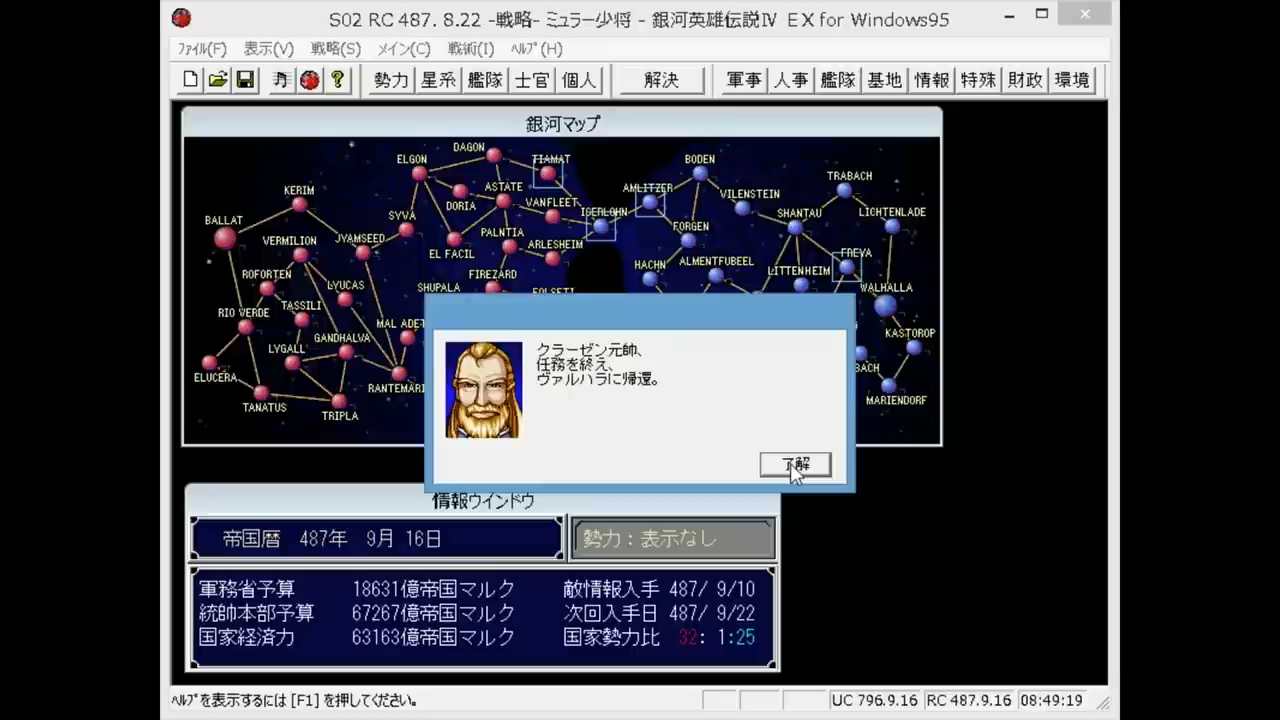 S02 RC 487. 8.22 -戦略- ミュラー少将 - 銀河英雄伝説Ⅳ EX for Windows95
ﾌｧｲﾙ(F) 表示(V) 戦略(S) メイン(C) 戦術(I) ﾍﾙﾌﾟ(H)
勢力 星系 艦隊 士官 個人 解決 軍事 人事 艦隊 基地 情報 特殊 財政 環境
銀河マップ
DAGON
ELGON
TIAMAT
BODEN
KERIM
ASTATE
AMLITZER
TRABACH
DORIA
VANFLEET
VILENSTEIN
BALLAT
SYVA
IGERLOHN
SHANTAU
LICHTENLADE
VERMILION
JYAMSEED
PALNTIA
FORGEN
EL FACIL
ARLESHEIM
FREYA
ROFORTEN
FIREZARD
HACHN
ALMENTFUBEEL
LITTENHEIM
LYUCAS
SHUPALA
WALHALLA
RIO VERDE
TASSILI
MAL ADET
KASTOROP
GANDHALVA
LYGALL
ELUCERA
RANTEMARI
BACH
TANATUS
TRIPLA
MARIENDORF
クラーゼン元帥、
任務を終え、
ヴァルハラに帰還。
了解
情報ウインドウ
帝国暦 487年 9月 16日
勢力：表示なし
軍務省予算 18631億帝国マルク 敵情報入手 487/ 9/10
統帥本部予算 67267億帝国マルク 次回入手日 487/ 9/22
国家経済力 63163億帝国マルク 国家勢力比 32: 1:25
ﾍﾙﾌﾟを表示するには [F1] を押してください。
UC 796.9.16 RC 487.9.16 08:49:19